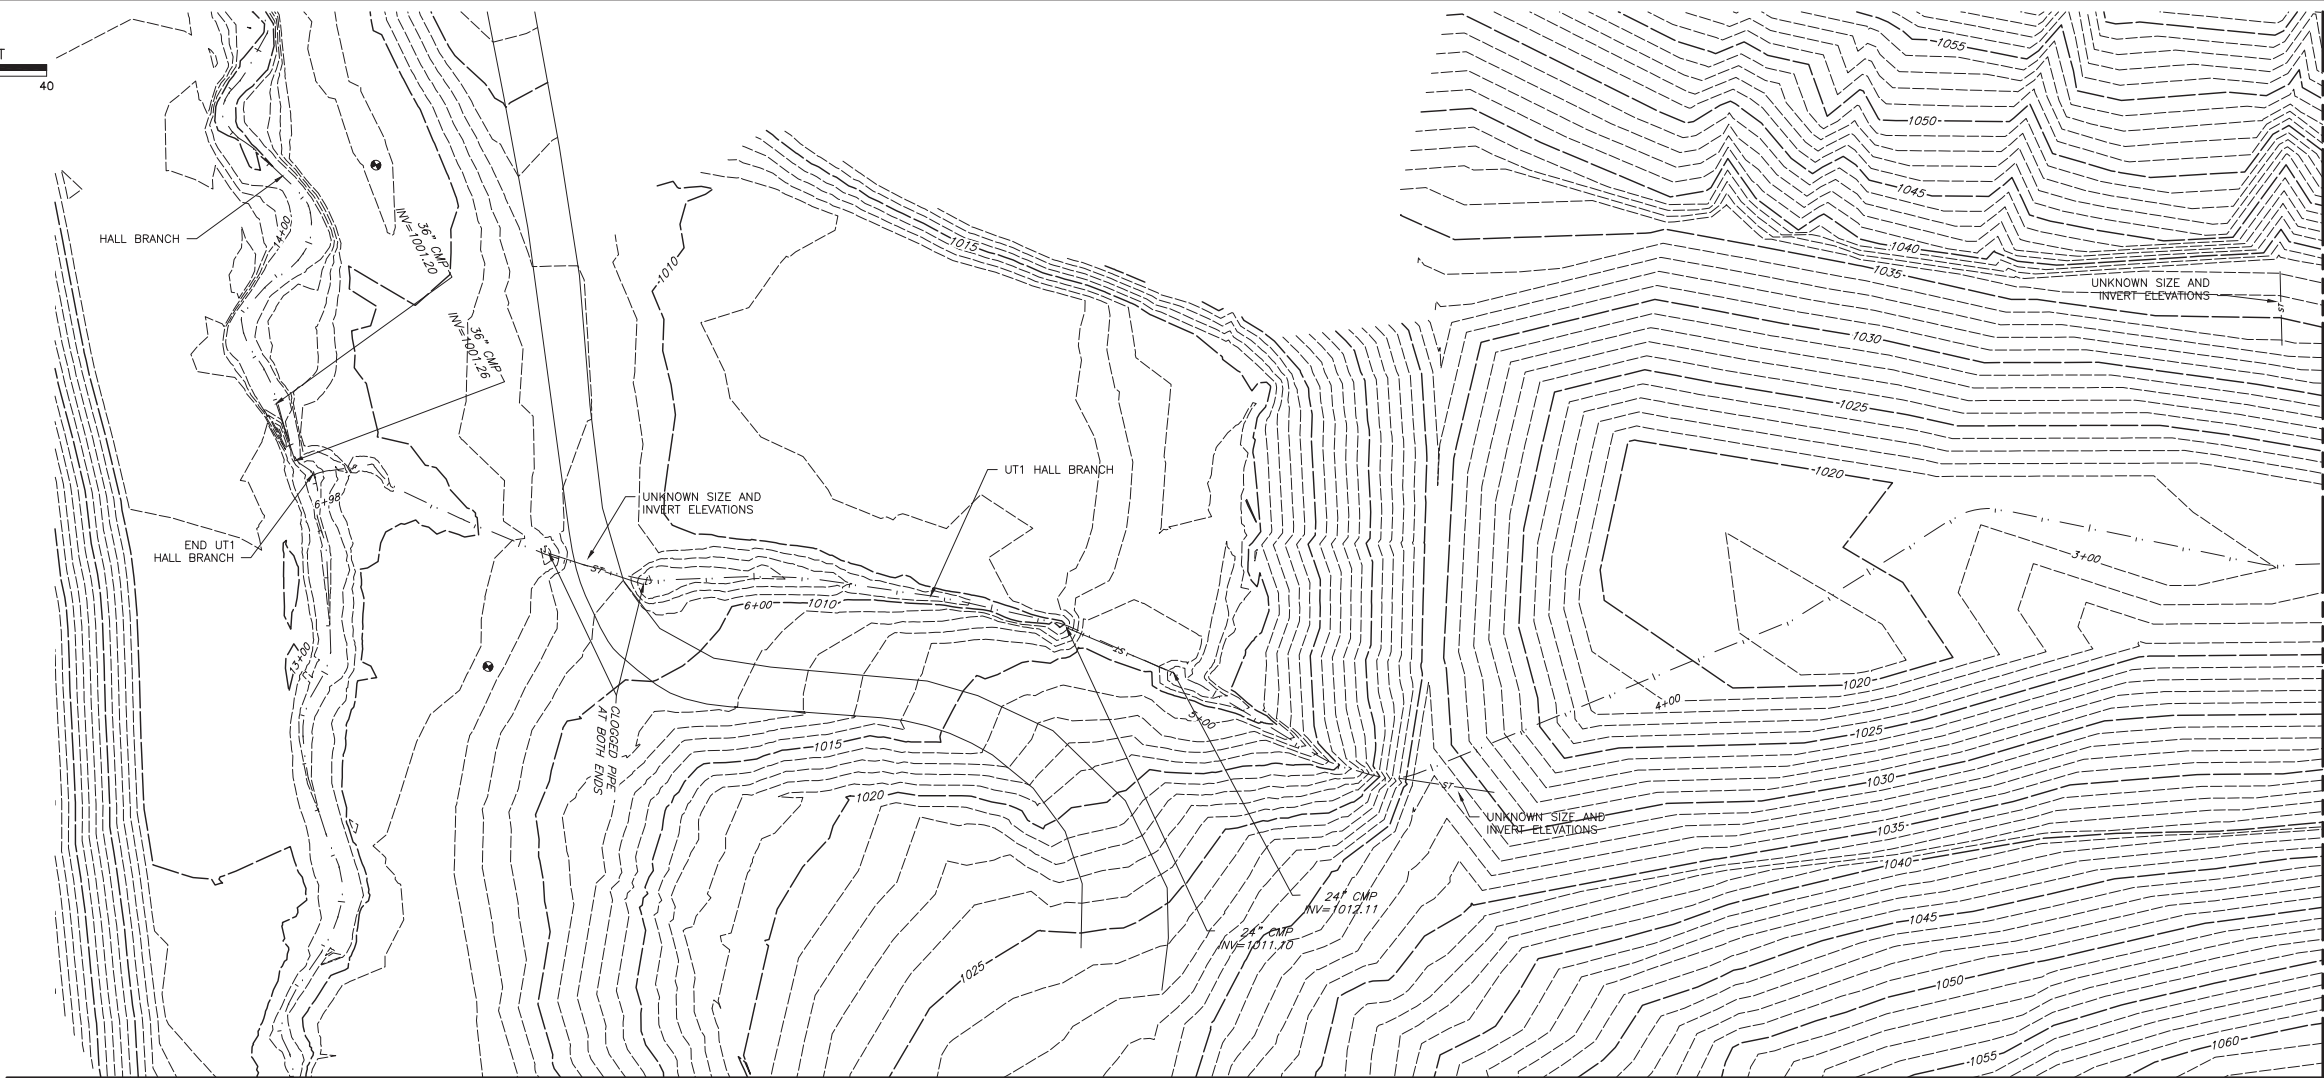 T
40
1055
1050
1045
1040
1035
UNKNOWN SIZE AND
INVERT ELEVATIONS
ST
1030
1025
1020
3+00
1020
4+00
1025
1030
1035
1040
1045
1050
1055
1060
HALL BRANCH
14+00
36" CMP
INV=1001.20
36" CMP
INV=1001.26
1015
1010
UT1 HALL BRANCH
UNKNOWN SIZE AND
INVERT ELEVATIONS
6+98
END UT1
HALL BRANCH
ST
6+00
1010
ST
13+00
5+00
CLOGGED PIPE
AT BOTH ENDS
1015
1020
ST
UNKNOWN SIZE AND
INVERT ELEVATIONS
24" CMP
INV=1012.11
24" CMP
INV=1011.10
1025